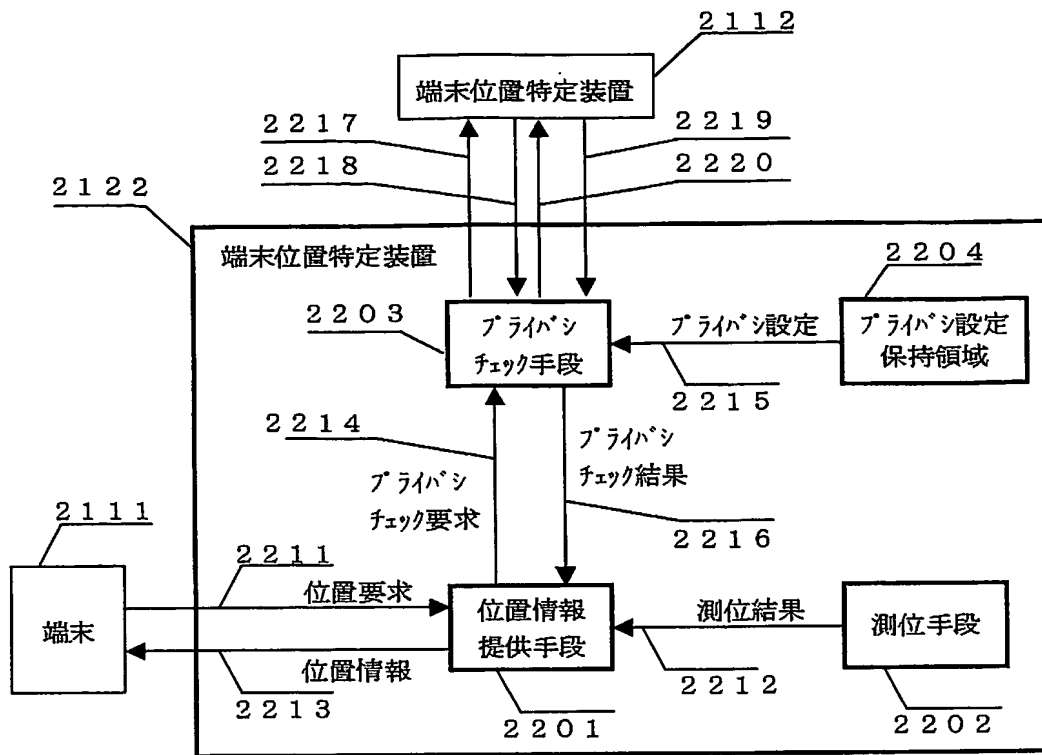 ２１１２
端末位置特定装置
２２１７
２２１８
２２１９
２２２０
２１２２
端末位置特定装置
２２０４
２２０３
プライバシ
チェック手段
プライバシ設定
プライバシ設定
保持領域
２２１５
２２１４
プライバシ
チェック要求
プライバシ
チェック結果
２２１６
２１１１
２２１１
端末
位置要求
位置情報
２２１３
位置情報
提供手段
測位結果
測位手段
２２１２
２２０１
２２０２